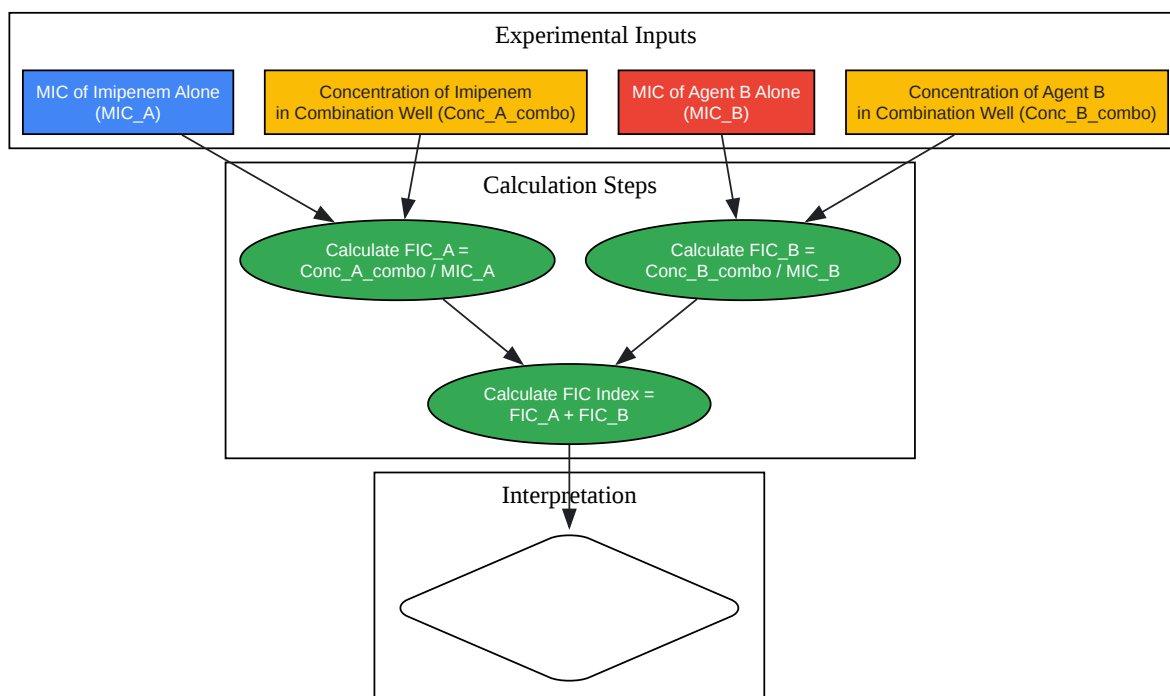 Experimental Inputs
MIC of Imipenem Alone
(MIC_A)
Concentration of Imipenem
in Combination Well (Conc_A_combo)
MIC of Agent B Alone
(MIC_B)
Concentration of Agent B
in Combination Well (Conc_B_combo)
Calculation Steps
Calculate FIC_A =
Conc_A_combo / MIC_A
Calculate FIC_B =
Conc_B_combo / MIC_B
Calculate FIC Index =
FIC_A + FIC_B
Interpretation